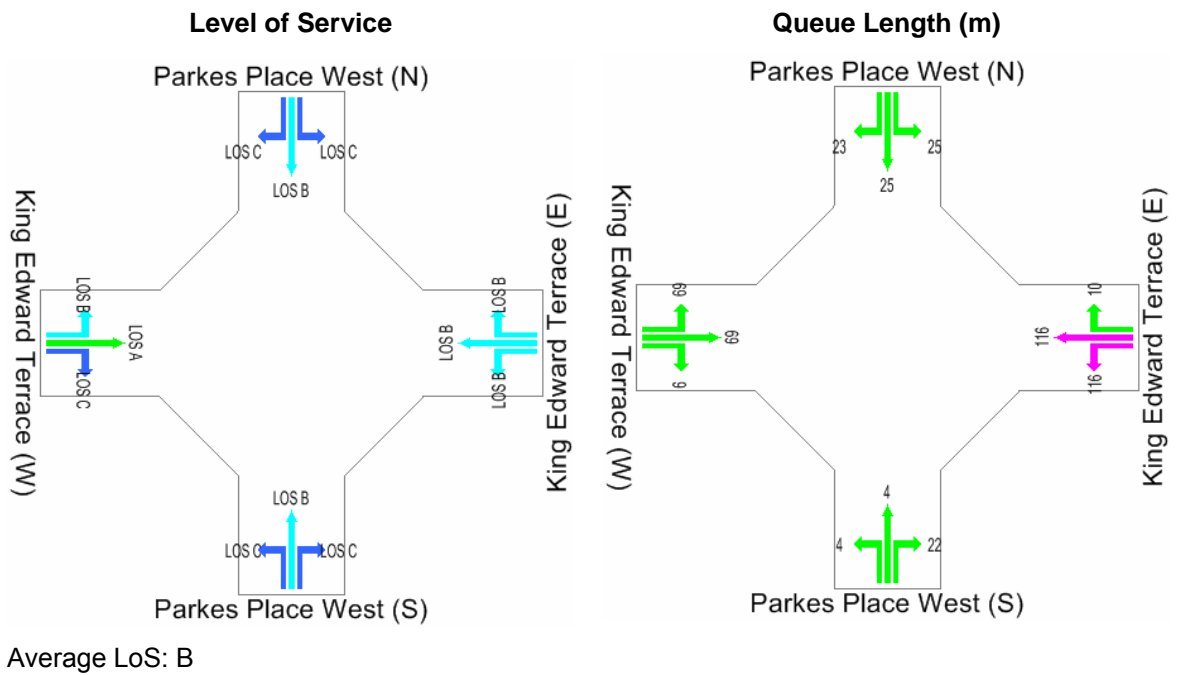 Level of Service
Parkes Place West (N)
LOS C
LOS C
LOS B
King Edward Terrace (W)
LOS B
LOS A
LOS C
LOS B
LOS B
LOS B
King Edward Terrace (E)
LOS B
LOS C
LOS C
Parkes Place West (S)
Queue Length (m)
Parkes Place West (N)
23
25
25
King Edward Terrace (W)
69
69
6
10
116
116
King Edward Terrace (E)
4
4
22
Parkes Place West (S)
Average LoS: B